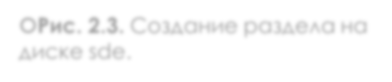 ОРис. 2.3. Создание раздела на
диске sde.